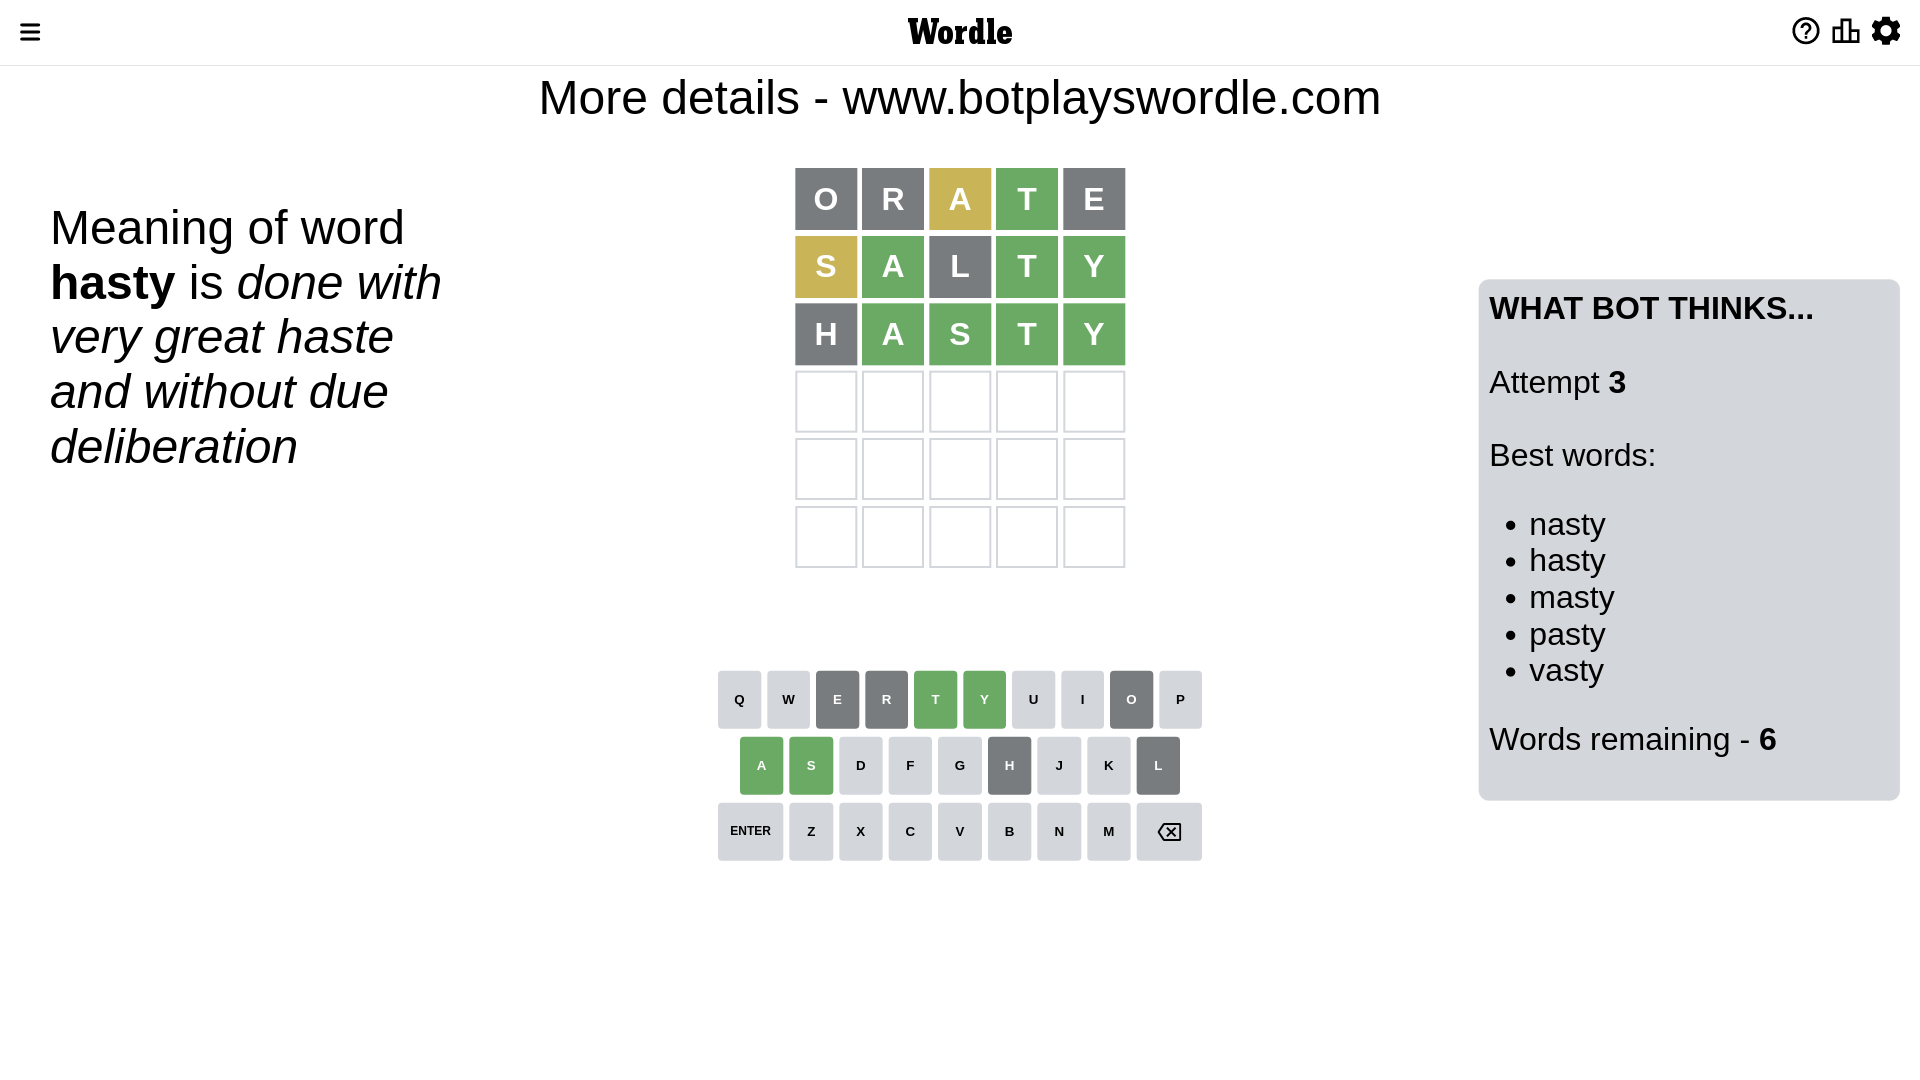 Wordle
More details - www.botplayswordle.com
Meaning of word
hasty is done with
very great haste
and without due
deliberation
O R A T E
S A L T Y
H A S T Y
WHAT BOT THINKS...
Attempt 3
Best words:
• nasty
• hasty
• masty
• pasty
• vasty
Words remaining - 6
Q W E R T Y U I O P
A S D F G H J K L
ENTER Z X C V B N M